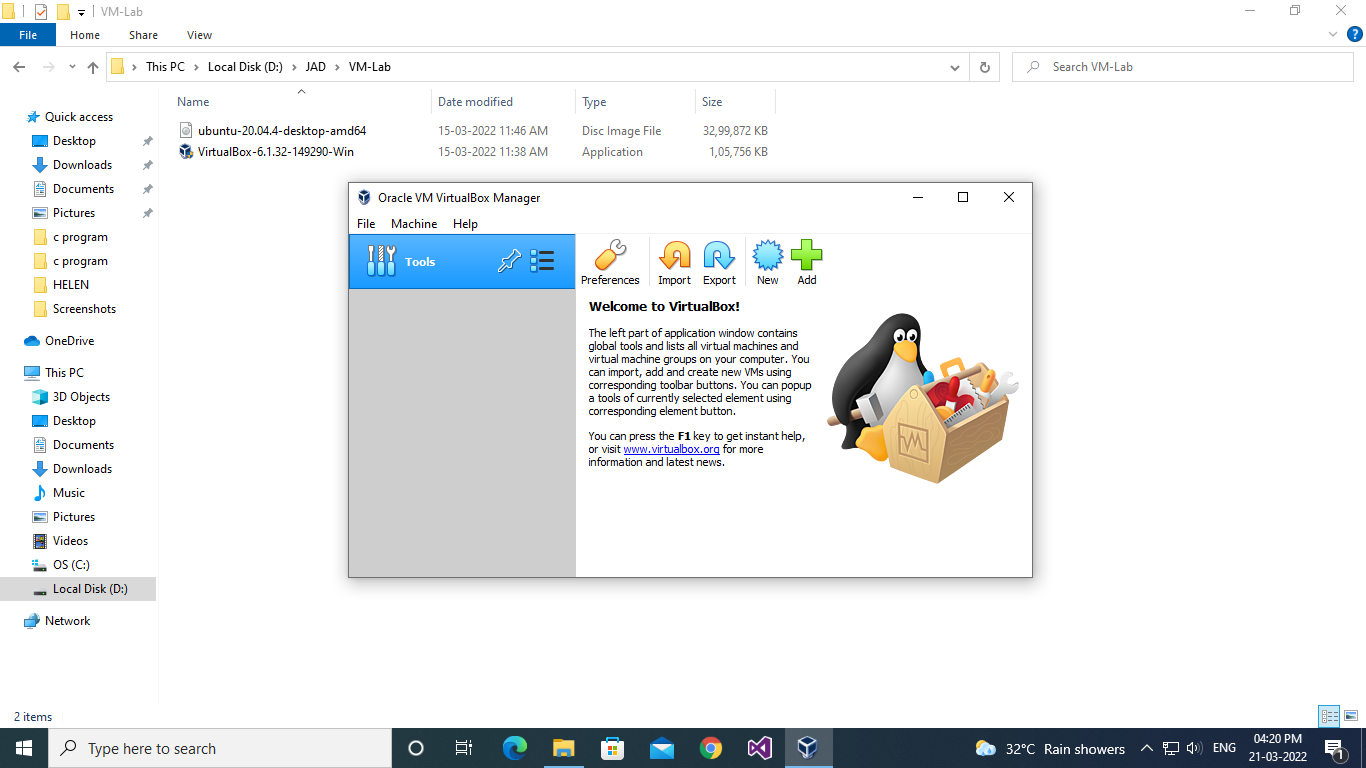 VM-Lab
File Home Share View
This PC Local Disk (D:) JAD VM-Lab
Search VM-Lab
Name Date modified Type Size
ubuntu-20.04.4-desktop-amd64 15-03-2022 11:46 AM Disc Image File 32,99,872 KB
VirtualBox-6.1.32-149290-Win 15-03-2022 11:38 AM Application 1,05,756 KB
Quick access
Desktop
Downloads
Documents
Pictures
c program
c program
HELEN
Screenshots
OneDrive
This PC
3D Objects
Desktop
Documents
Downloads
Music
Pictures
Videos
OS (C:)
Local Disk (D:)
Network
Oracle VM VirtualBox Manager
File Machine Help
Tools
Preferences Import Export New Add
Welcome to VirtualBox!
The left part of application window contains
global tools and lists all virtual machines and
virtual machine groups on your computer. You
can import, add and create new VMs using
corresponding toolbar buttons. You can popup
a tools of currently selected element using
corresponding element button.
You can press the F1 key to get instant help,
or visit www.virtualbox.org for more
information and latest news.
2 items
Type here to search
32°C Rain showers
ENG
04:20 PM
21-03-2022
1